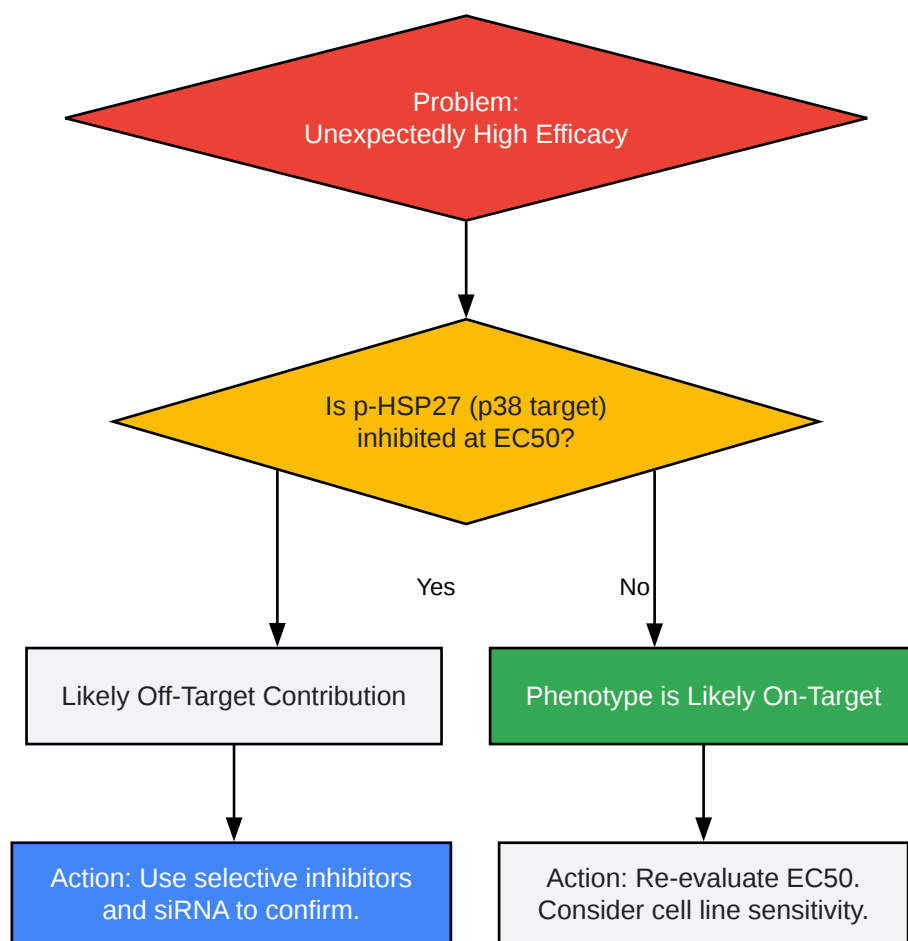 Problem:
Unexpectedly High Efficacy
Is p-HSP27 (p38 target)
inhibited at EC50?
Yes
No
Likely Off-Target Contribution
Phenotype is Likely On-Target
Action: Use selective inhibitors
and siRNA to confirm.
Action: Re-evaluate EC50.
Consider cell line sensitivity.